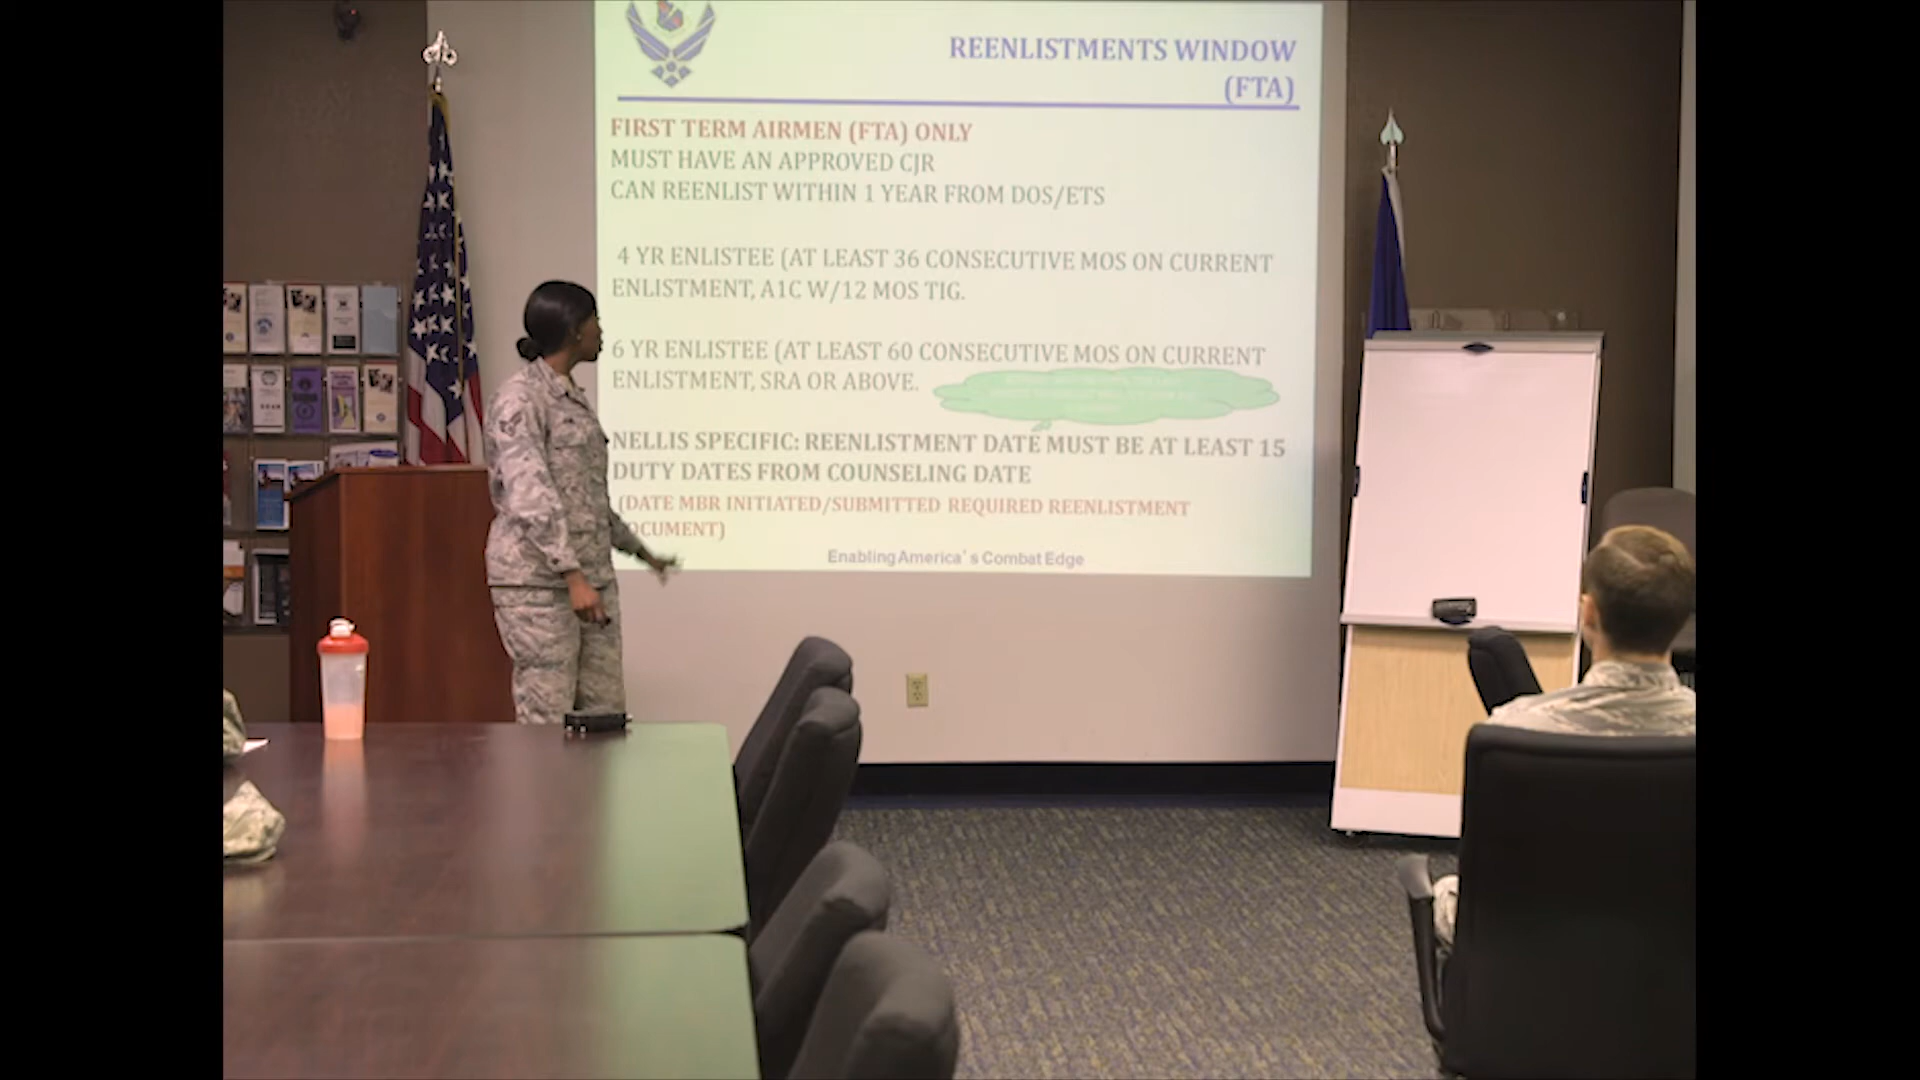 REENLISTMENTS WINDOW
(FTA)
FIRST TERM AIRMEN (FTA) ONLY
MUST HAVE AN APPROVED CJR
CAN REENLIST WITHIN 1 YEAR FROM DOS/ETS
4 YR ENLISTEE (AT LEAST 36 CONSECUTIVE MOS ON CURRENT
ENLISTMENT, A1C W/12 MOS TIG.
6 YR ENLISTEE (AT LEAST 60 CONSECUTIVE MOS ON CURRENT
ENLISTMENT, SRA OR ABOVE.
NELLIS SPECIFIC: REENLISTMENT DATE MUST BE AT LEAST 15
DUTY DATES FROM COUNSELING DATE
(DATE MBR INITIATED/SUBMITTED REQUIRED REENLISTMENT
OCUMENT)
Enabling America's Combat Edge